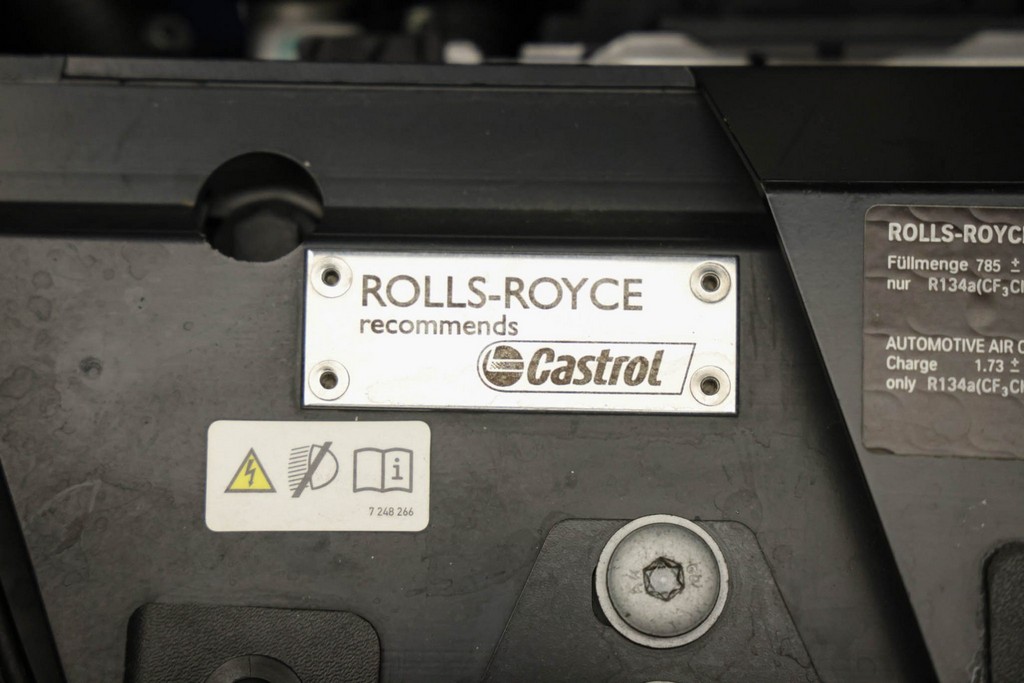 ROLLS-ROYCE
recommends
Castrol
7 248 266
ROLLS-ROYC
Füllmenge 785 ±
nur R134a(CF₃C
AUTOMOTIVE AIR C
Charge 1.73 ±
only R134a(CF₃C